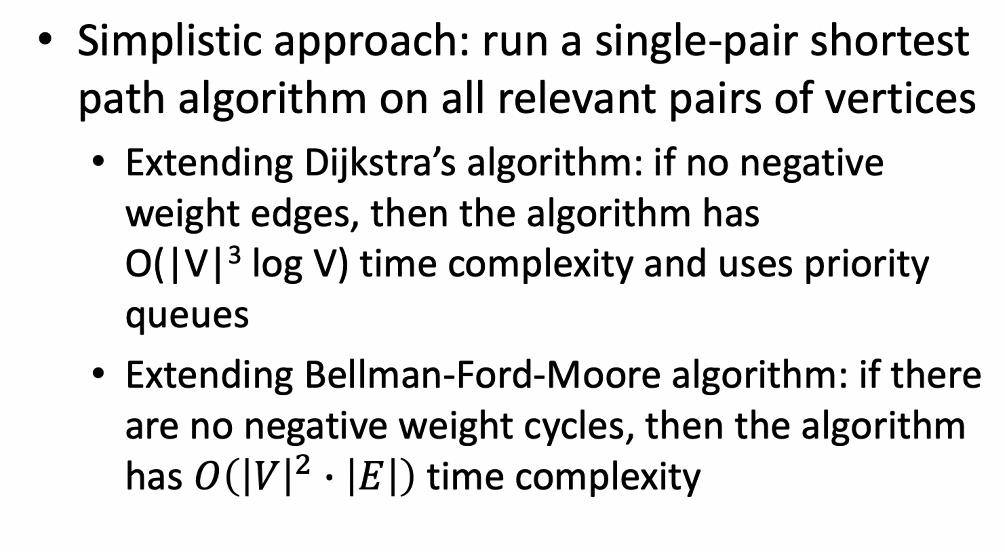 • Simplistic approach: run a single-pair shortest
path algorithm on all relevant pairs of vertices
• Extending Dijkstra’s algorithm: if no negative
weight edges, then the algorithm has
O(|V|³ log V) time complexity and uses priority
queues
• Extending Bellman-Ford-Moore algorithm: if there
are no negative weight cycles, then the algorithm
has O(|V|² · |E|) time complexity